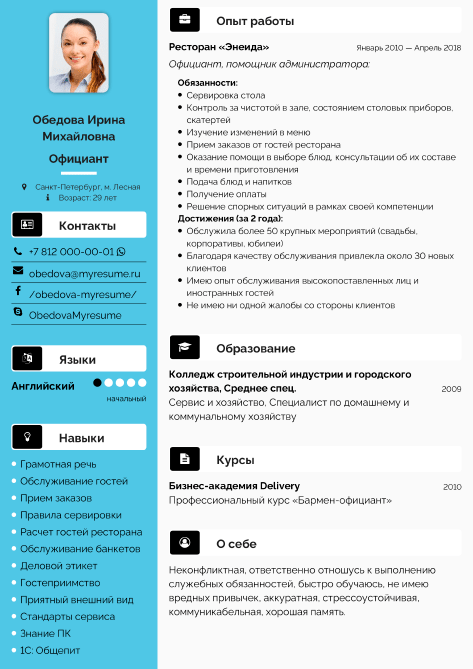 Обедова Ирина
Михайловна
Официант
Санкт-Петербург, м. Лесная
Возраст: 29 лет
Контакты
+7 812 000-00-01
obedova@myresume.ru
/obedova-myresume/
ObedovaMyresume
Языки
Английский
начальный
Навыки
Грамотная речь
Обслуживание гостей
Прием заказов
Правила сервировки
Расчет гостей ресторана
Обслуживание банкетов
Деловой этикет
Гостеприимство
Приятный внешний вид
Стандарты сервиса
Знание ПК
1С: Общепит
Опыт работы
Ресторан «Энеида» Январь 2010 — Апрель 2018
Официант, помощник администратора:
Обязанности:
Сервировка стола
Контроль за чистотой в зале, состоянием столовых приборов,
скатертей
Изучение изменений в меню
Прием заказов от гостей ресторана
Оказание помощи в выборе блюд, консультации об их составе
и времени приготовления
Подача блюд и напитков
Получение оплаты
Решение спорных ситуаций в рамках своей компетенции
Достижения (за 2 года):
Обслужила более 50 крупных мероприятий (свадьбы,
корпоративы, юбилеи)
Благодаря качеству обслуживания привлекла около 30 новых
клиентов
Имею опыт обслуживания высокопоставленных лиц и
иностранных гостей
Не имею ни одной жалобы со стороны клиентов
Образование
Колледж строительной индустрии и городского
хозяйства, Среднее спец. 2009
Сервис и хозяйство, Специалист по домашнему и
коммунальному хозяйству
Курсы
Бизнес-академия Delivery 2010
Профессиональный курс «Бармен-официант»
О себе
Неконфликтная, ответственно отношусь к выполнению
служебных обязанностей, быстро обучаюсь, не имею
вредных привычек, аккуратная, стрессоустойчивая,
коммуникабельная, хорошая память.